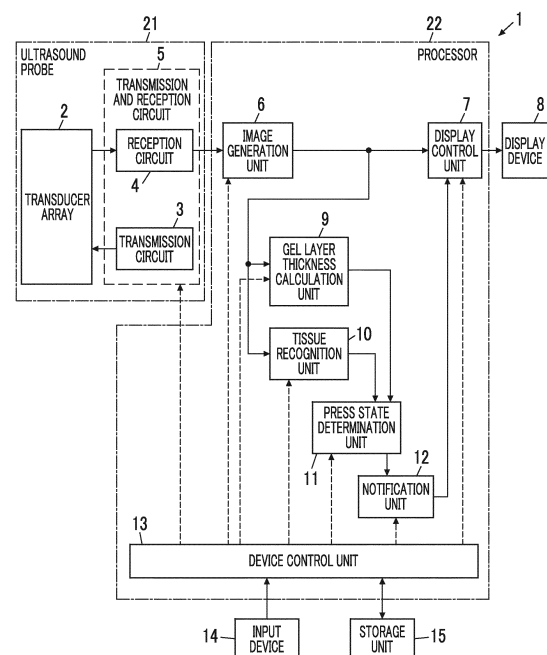 21
22
1
ULTRASOUND
PROBE
5
PROCESSOR
TRANSMISSION
AND RECEPTION
CIRCUIT
2
6
7
8
TRANSDUCER
ARRAY
RECEPTION
CIRCUIT
4
IMAGE
GENERATION
UNIT
DISPLAY
CONTROL
UNIT
DISPLAY
DEVICE
3
TRANSMISSION
CIRCUIT
9
GEL LAYER
THICKNESS
CALCULATION
UNIT
10
TISSUE
RECOGNITION
UNIT
PRESS STATE
DETERMINATION
UNIT
11
12
NOTIFICATION
UNIT
13
DEVICE CONTROL UNIT
14
INPUT
DEVICE
STORAGE
UNIT
15